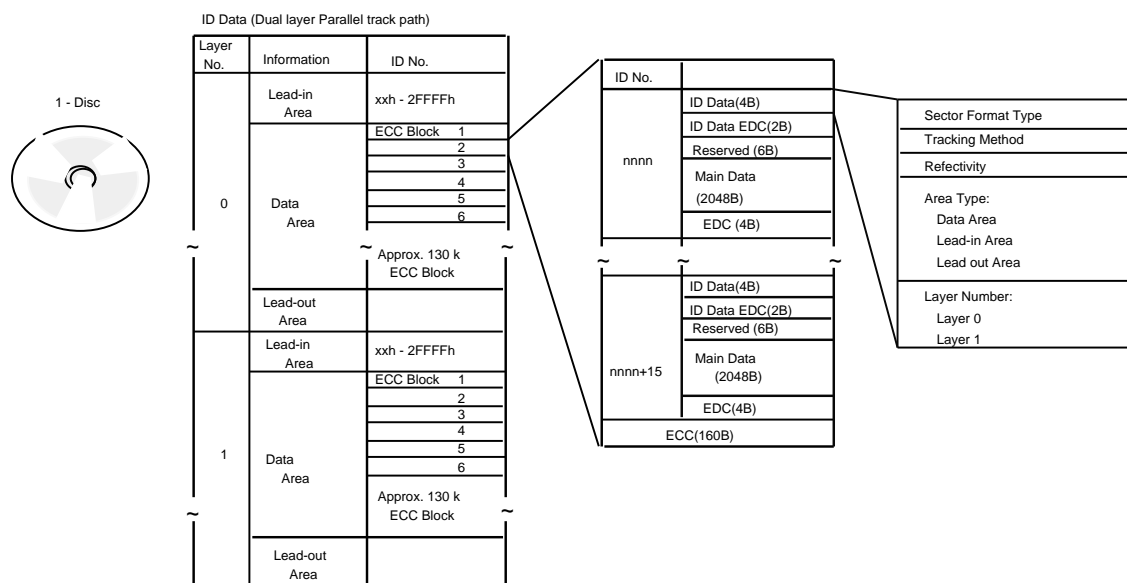 ID Data (Dual layer Parallel track path)
1 - Disc
Layer
No.
Information
ID No.
0
Lead-in
Area
xxh - 2FFFFh
Data
Area
ECC Block 1
2
3
4
5
6
~ ~ ~
Approx. 130 k
ECC Block
Lead-out
Area
1
Lead-in
Area
xxh - 2FFFFh
Data
Area
ECC Block 1
2
3
4
5
6
Approx. 130 k
ECC Block
~ ~
Lead-out
Area
ID No.
nnnn
ID Data(4B)
ID Data EDC(2B)
Reserved (6B)
Main Data
(2048B)
EDC (4B)
~ ~ ~
nnnn+15
ID Data(4B)
ID Data EDC(2B)
Reserved (6B)
Main Data
(2048B)
EDC(4B)
ECC(160B)
Sector Format Type
Tracking Method
Refectivity
Area Type:
Data Area
Lead-in Area
Lead out Area
Layer Number:
Layer 0
Layer 1